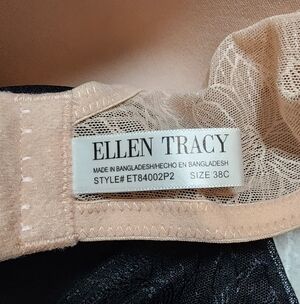 ELLEN TRACY
MADE IN BANGLADESH/HECHO EN BANGLADESH
STYLE# ET84002P2 SIZE 38C